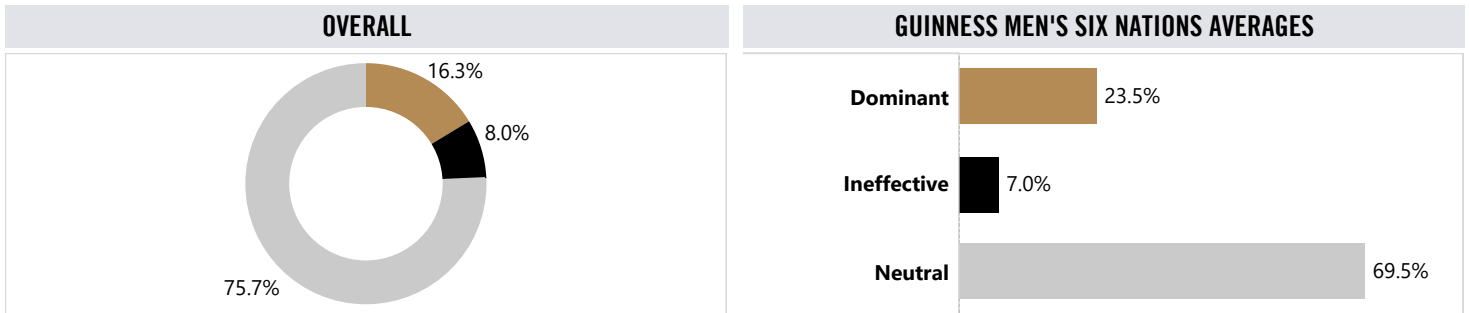 OVERALL
16.3%
8.0%
75.7%
GUINNESS MEN'S SIX NATIONS AVERAGES
Dominant 23.5%
Ineffective 7.0%
Neutral 69.5%